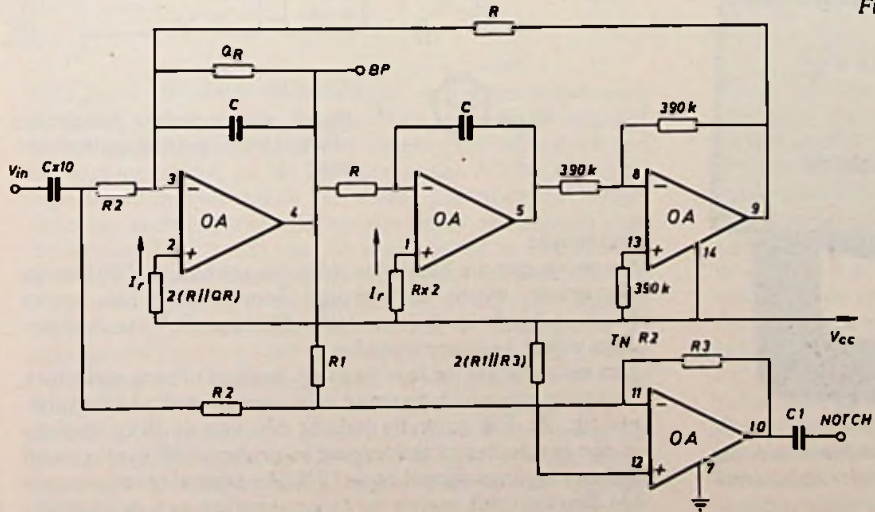 R
QR
BP
C
C
390k
Vin
Cx10
R2
3
−
OA
4
R
−
OA
5
390k
8
−
OA
9
2
+
1
+
13
+
14
Ir
2(R//QR)
Ir
Rx2
390k
Vcc
R1
2(R1//R3)
TN R2
R3
R2
11
−
OA
10
C1
NOTCH
12
+
7